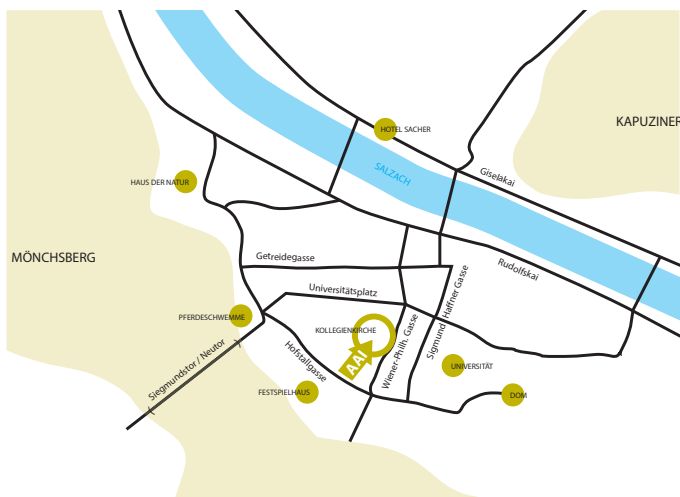 HOTEL SACHER
KAPUZINER
SALZACH
Giselakai
HAUS DER NATUR
MÖNCHSBERG
Getreidegasse
Rudolfskai
Universitätsplatz
Sigmund Haffner Gasse
PFERDESCHWEMME
KOLLEGIENKIRCHE
Wiener-Philh. Gasse
Hofstallgasse
AAI
Siegmundstor / Neutor
UNIVERSITÄT
FESTSPIELHAUS
DOM